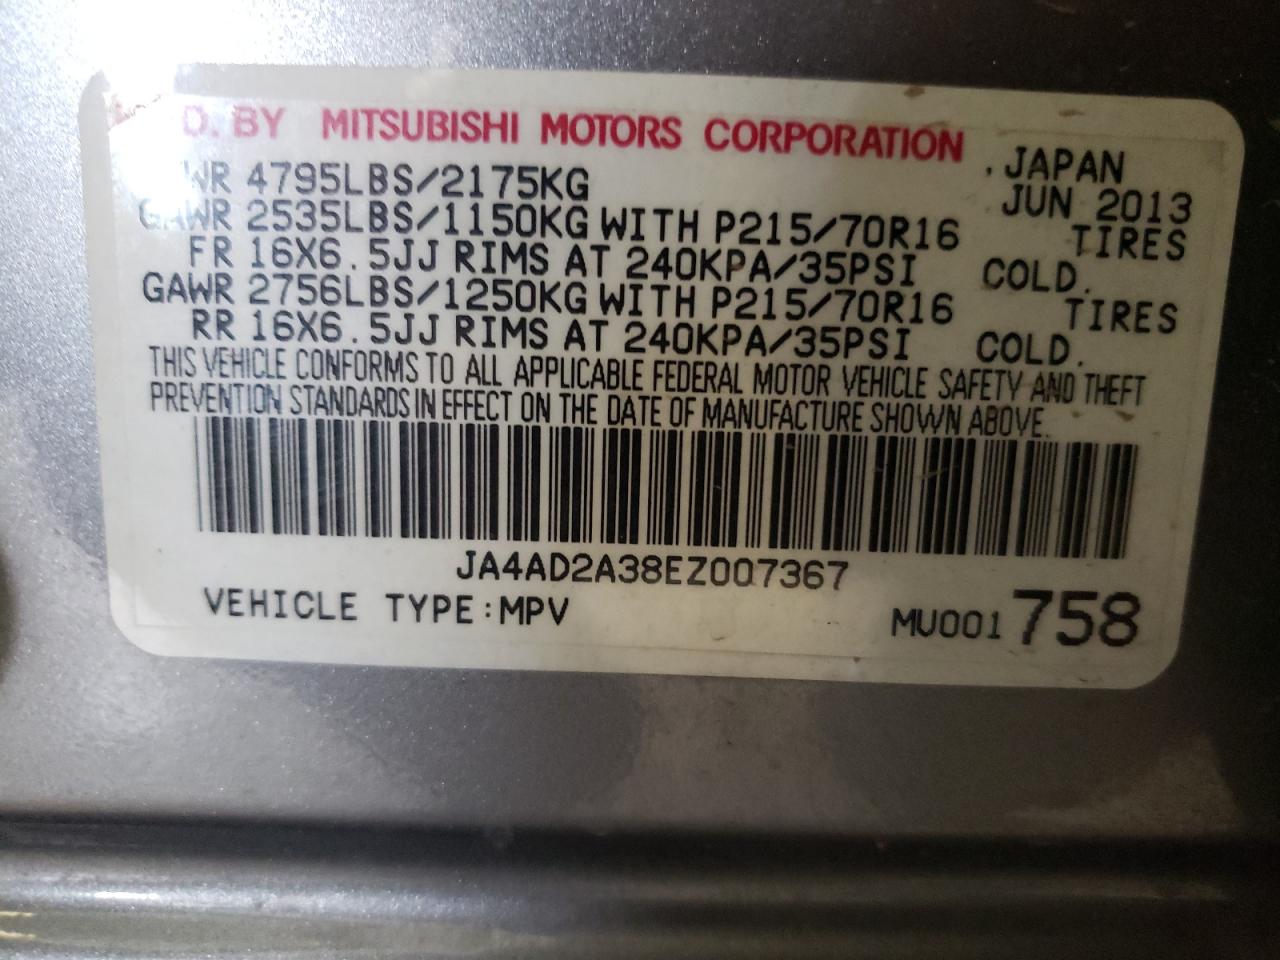 D. BY MITSUBISHI MOTORS CORPORATION
, JAPAN
WR 4795LBS/2175KG JUN 2013
GAWR 2535LBS/1150KG WITH P215/70R16 TIRES
FR 16X6.5JJ RIMS AT 240KPA/35PSI COLD.
GAWR 2756LBS/1250KG WITH P215/70R16 TIRES
RR 16X6.5JJ RIMS AT 240KPA/35PSI COLD.
THIS VEHICLE CONFORMS TO ALL APPLICABLE FEDERAL MOTOR VEHICLE SAFETY AND THEFT
PREVENTION STANDARDS IN EFFECT ON THE DATE OF MANUFACTURE SHOWN ABOVE.
JA4AD2A38EZ007367
VEHICLE TYPE:MPV MU001 758